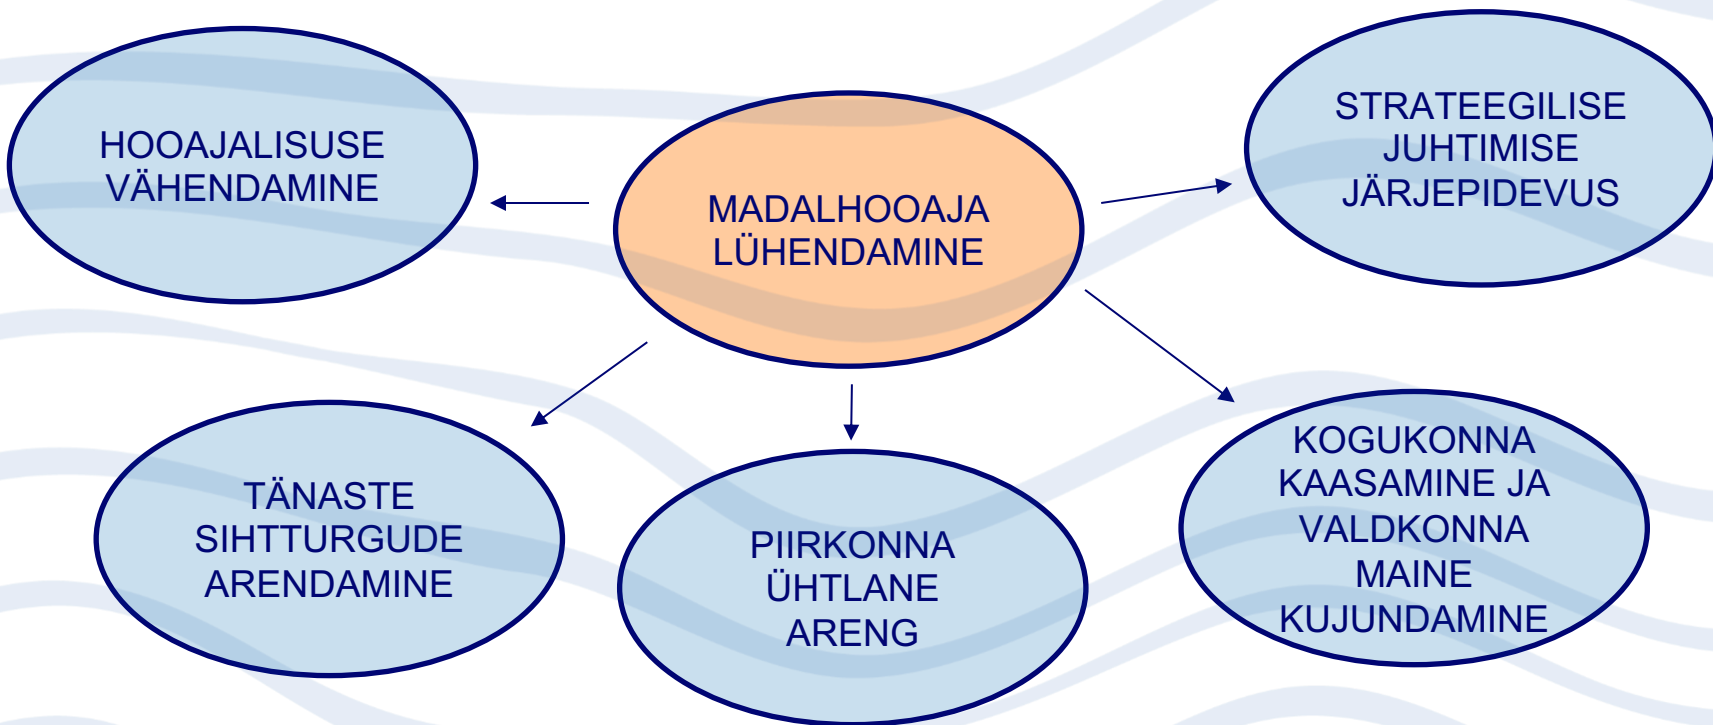 HOOAJALISUSE
VÄHENDAMINE
MADALHOOAJA
LÜHENDAMINE
STRATEEGILISE
JUHTIMISE
JÄRJEPIDEVUS
TÄNASTE
SIHTTURGUDE
ARENDAMINE
PIIRKONNA
ÜHTLANE
ARENG
KOGUKONNA
KAASAMINE JA
VALDKONNA
MAINE
KUJUNDAMINE